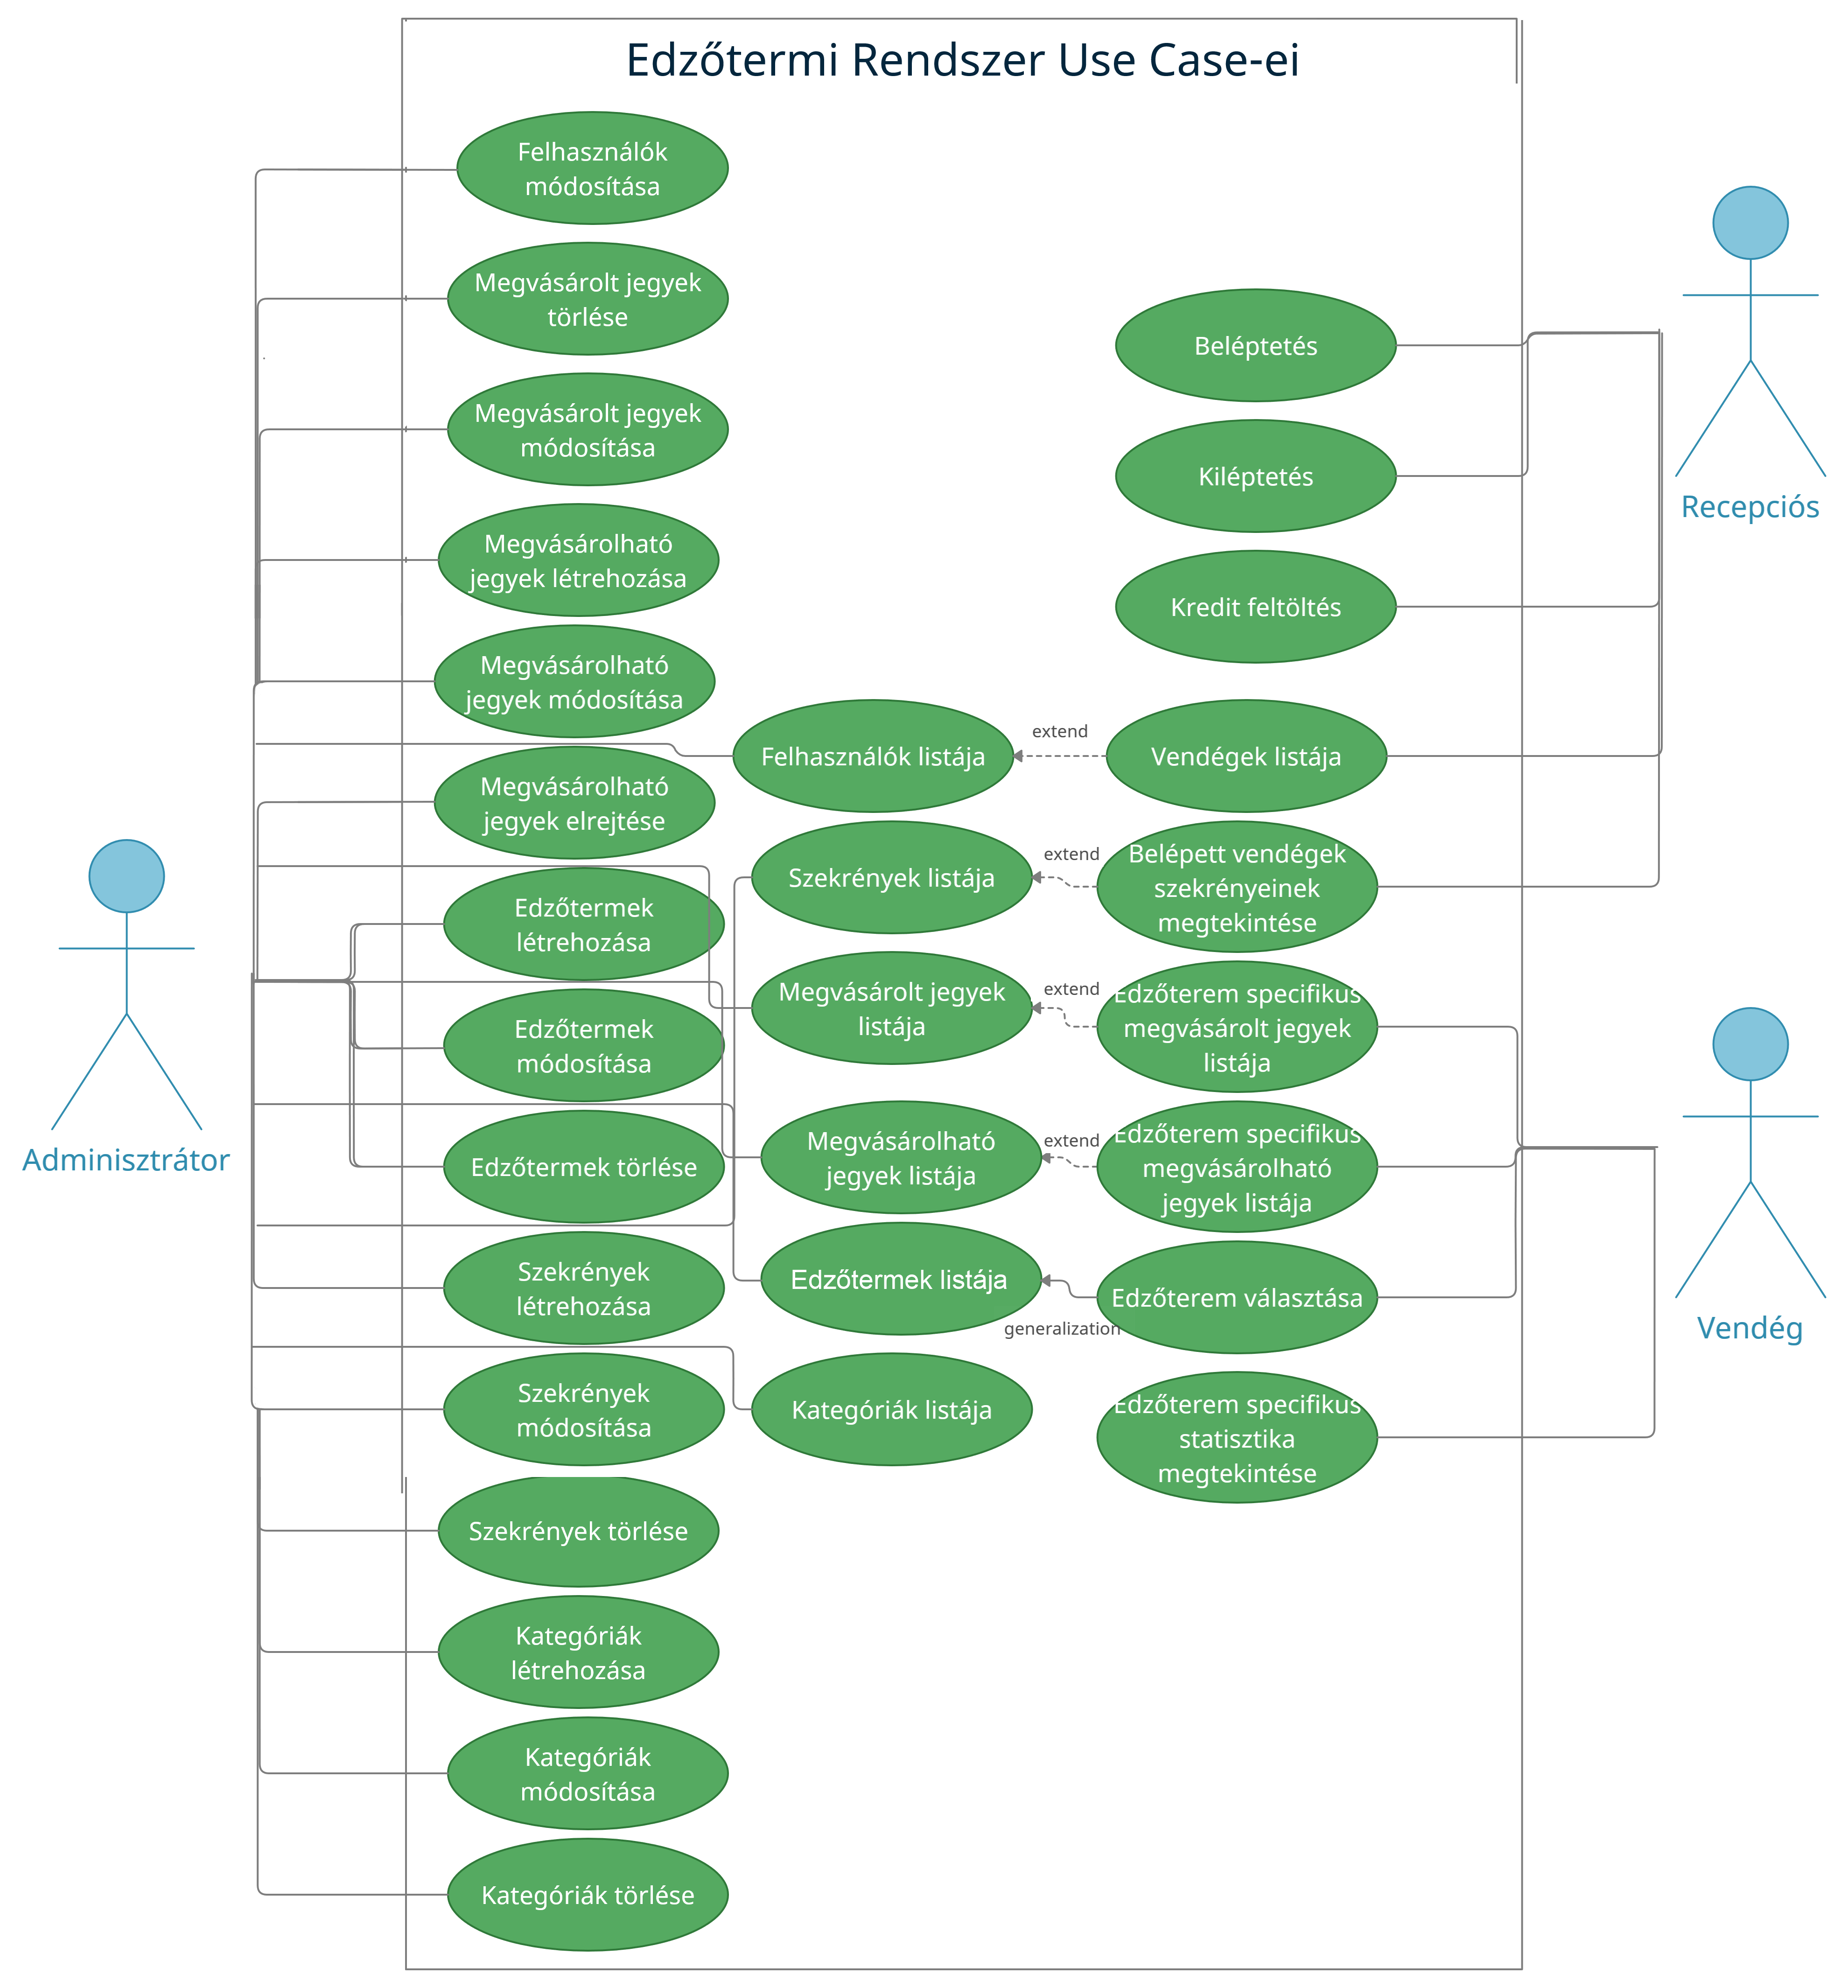 Edzőtermi Rendszer Use Case-ei
Felhasználók
módosítása
Megvásárolt jegyek
törlése
Megvásárolt jegyek
módosítása
Megvásárolható
jegyek létrehozása
Megvásárolható
jegyek módosítása
Megvásárolható
jegyek elrejtése
Edzőtermek
létrehozása
Edzőtermek
módosítása
Edzőtermek törlése
Szekrények
létrehozása
Szekrények
módosítása
Szekrények törlése
Kategóriák
létrehozása
Kategóriák
módosítása
Kategóriák törlése
Felhasználók listája
Szekrények listája
Megvásárolt jegyek
listája
Megvásárolható
jegyek listája
Edzőtermek listája
Kategóriák listája
extend
extend
extend
extend
generalization
Beléptetés
Kiléptetés
Kredit feltöltés
Vendégek listája
Belépett vendégek
szekrényeinek
megtekintése
Edzőterem specifikus
megvásárolt jegyek
listája
Edzőterem specifikus
megvásárolható
jegyek listája
Edzőterem választása
Edzőterem specifikus
statisztika
megtekintése
Adminisztrátor
Recepciós
Vendég